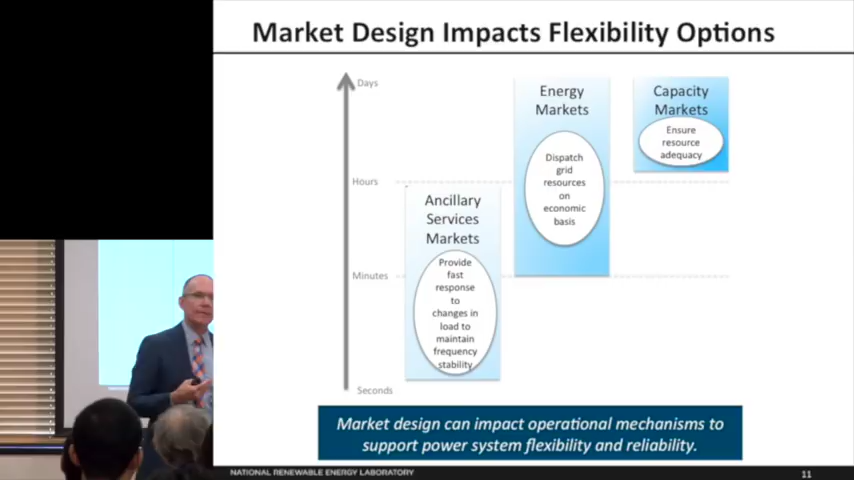 Market Design Impacts Flexibility Options
Days
Hours
Minutes
Seconds
Ancillary
Services
Markets
Provide
fast
response
to
changes in
load to
maintain
frequency
stability
Energy
Markets
Dispatch
grid
resources
on
economic
basis
Capacity
Markets
Ensure
resource
adequacy
Market design can impact operational mechanisms to
support power system flexibility and reliability.
NATIONAL RENEWABLE ENERGY LABORATORY
11